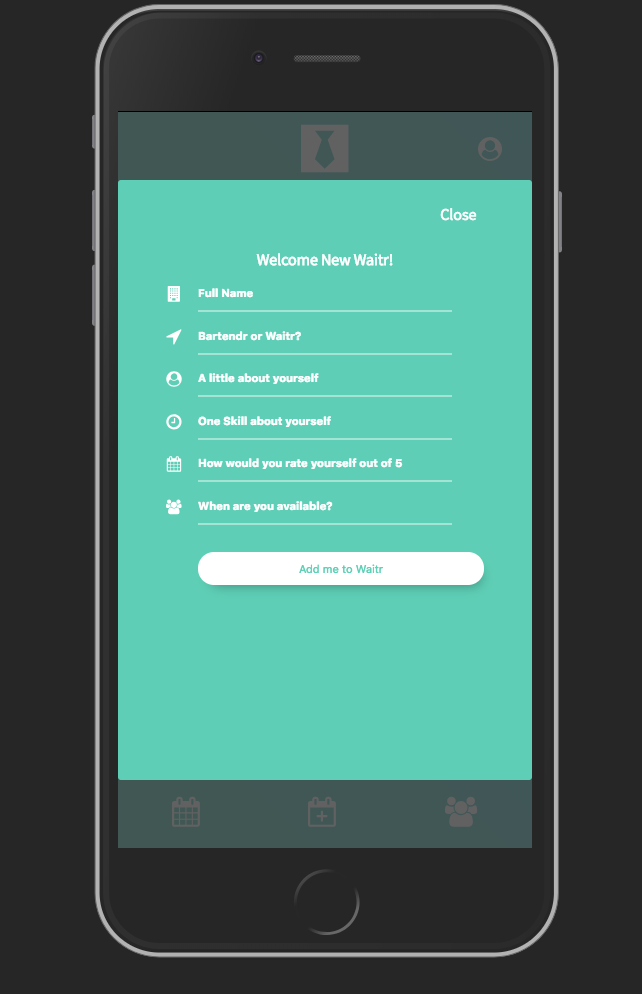 Close
Welcome New Waitr!
Full Name
Bartendr or Waitr?
A little about yourself
One Skill about yourself
How would you rate yourself out of 5
When are you available?
Add me to Waitr